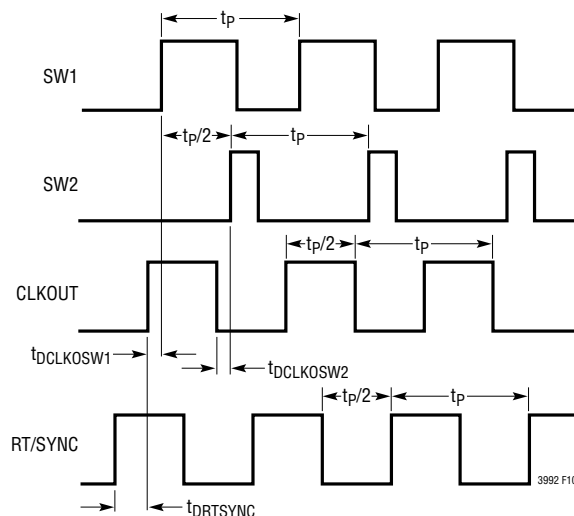 tP
SW1
tP/2
tP
SW2
tP/2
tP
CLKOUT
tDCLKOSW1
tDCLKOSW2
tP/2
tP
RT/SYNC
tDRTSYNC